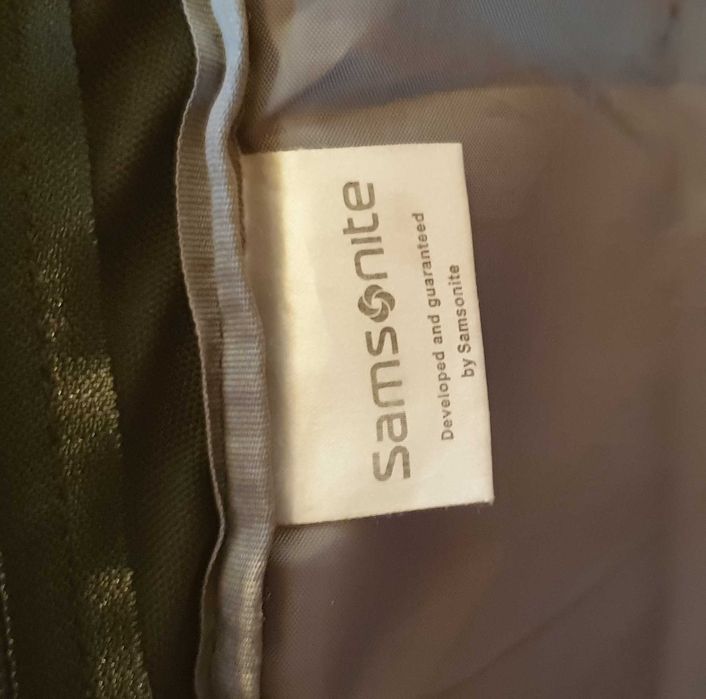 Samsonite
Developed and guaranteed
by Samsonite